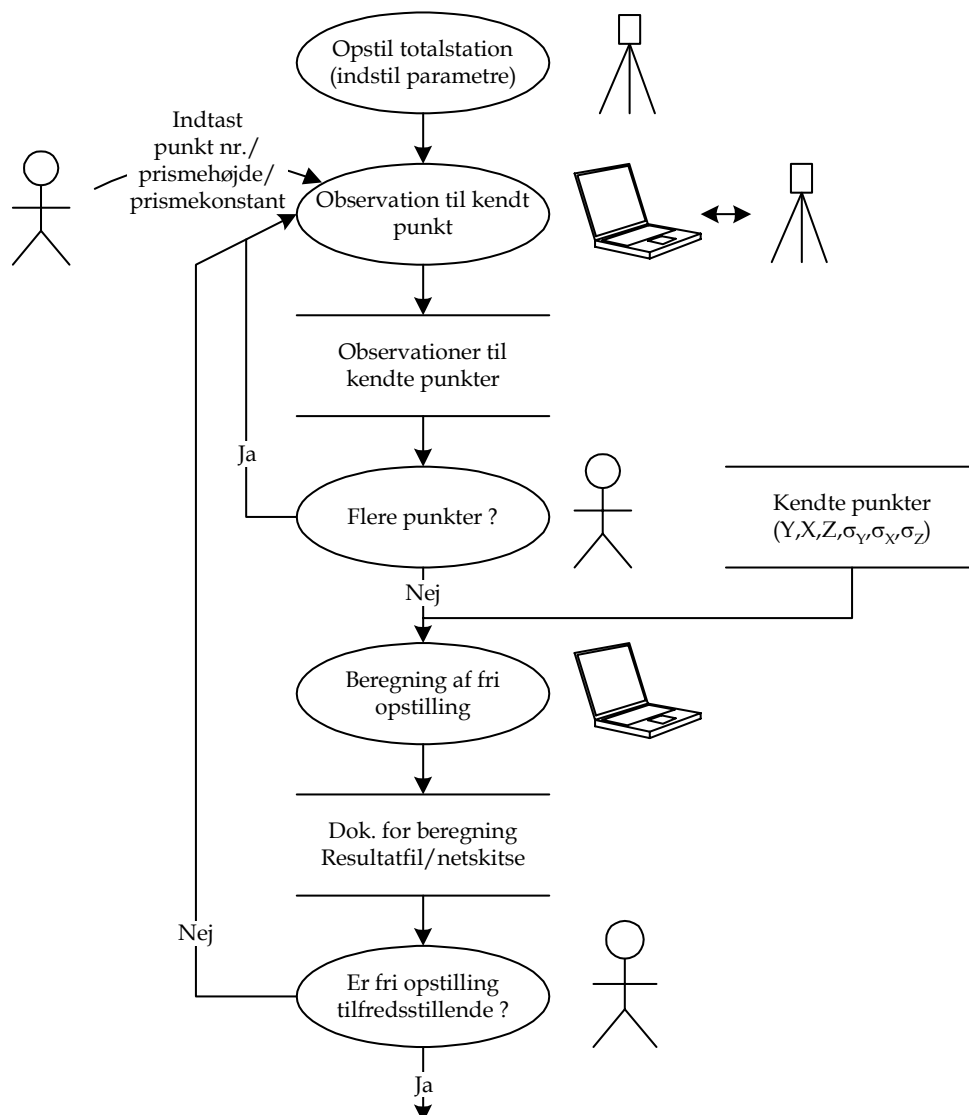 Opstil totalstation
(indstil parametre)
Indtast
punkt nr./
prismehøjde/
prismekonstant
Observation til kendt
punkt
Observationer til
kendte punkter
Ja
Flere punkter ?
Kendte punkter
(Y,X,Z,σY,σX,σZ)
Nej
Beregning af fri
opstilling
Dok. for beregning
Resultatfil/netskitse
Nej
Er fri opstilling
tilfredsstillende ?
Ja